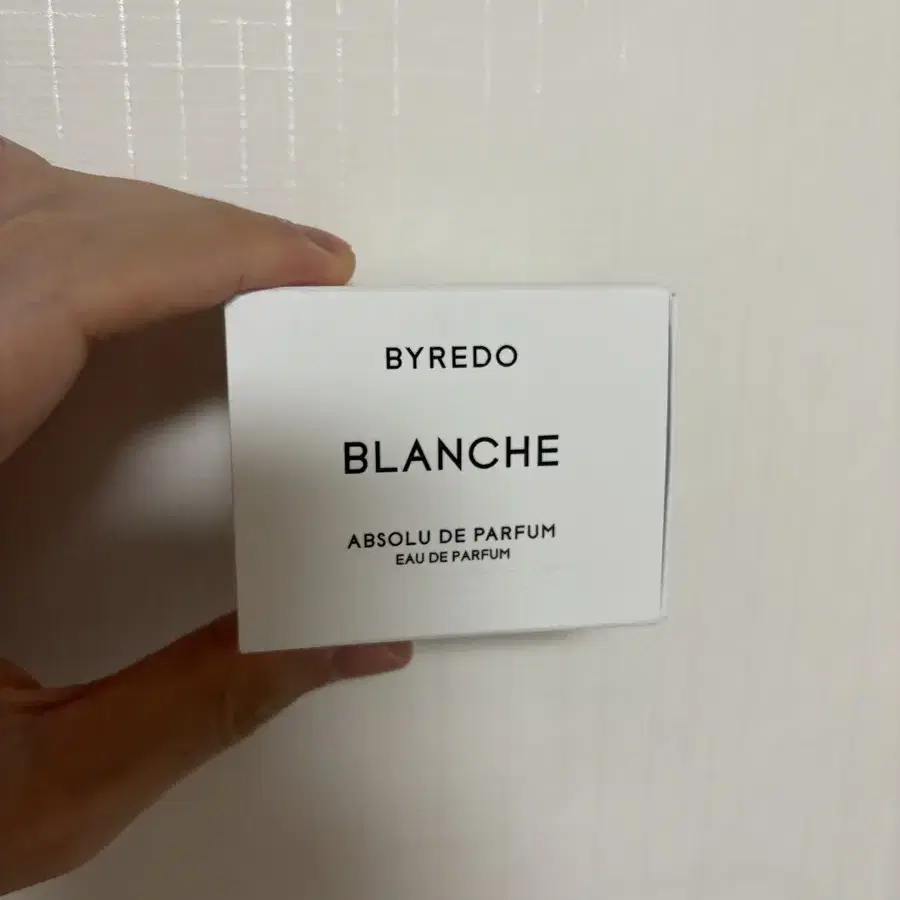 BYREDO
BLANCHE
ABSOLU DE PARFUM
EAU DE PARFUM